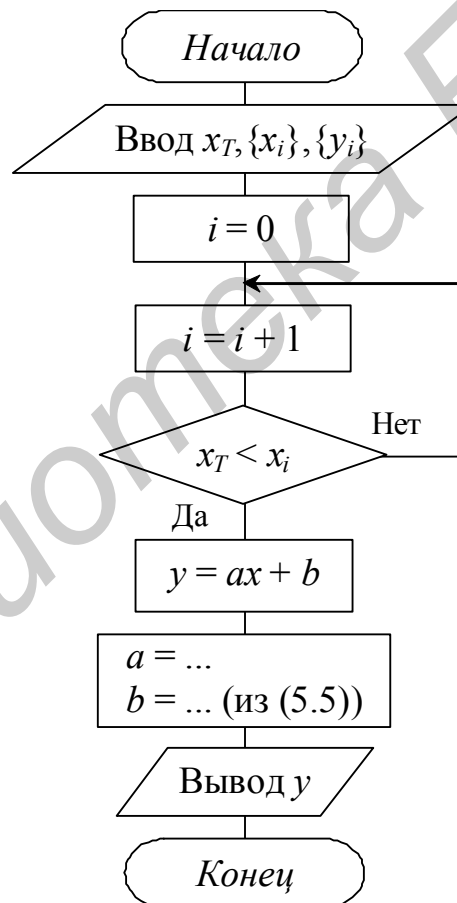 Начало
Ввод x_T, {x_i}, {y_i}
i = 0
i = i + 1
x_T < x_i
Нет
Да
y = ax + b
a = ...
b = ... (из (5.5))
Вывод y
Конец